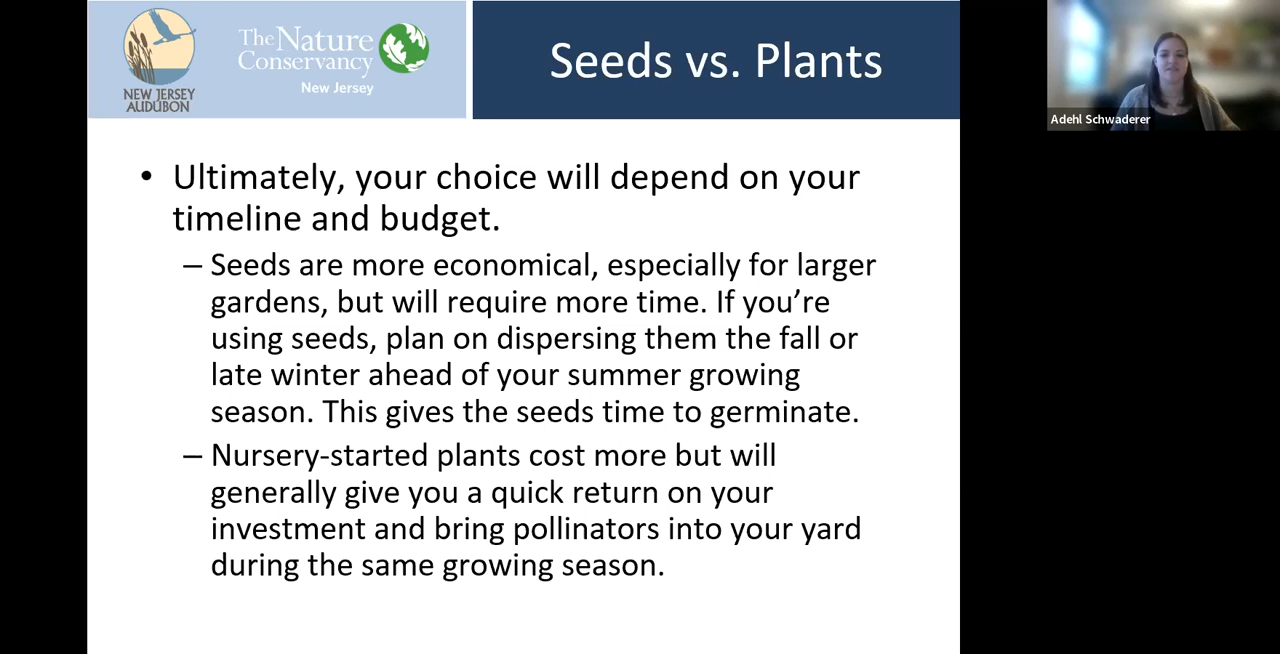 NEW JERSEY
AUDUBON
The Nature
Conservancy
New Jersey
Seeds vs. Plants
Adehl Schwaderer
• Ultimately, your choice will depend on your
timeline and budget.
– Seeds are more economical, especially for larger
gardens, but will require more time. If you’re
using seeds, plan on dispersing them the fall or
late winter ahead of your summer growing
season. This gives the seeds time to germinate.
– Nursery-started plants cost more but will
generally give you a quick return on your
investment and bring pollinators into your yard
during the same growing season.